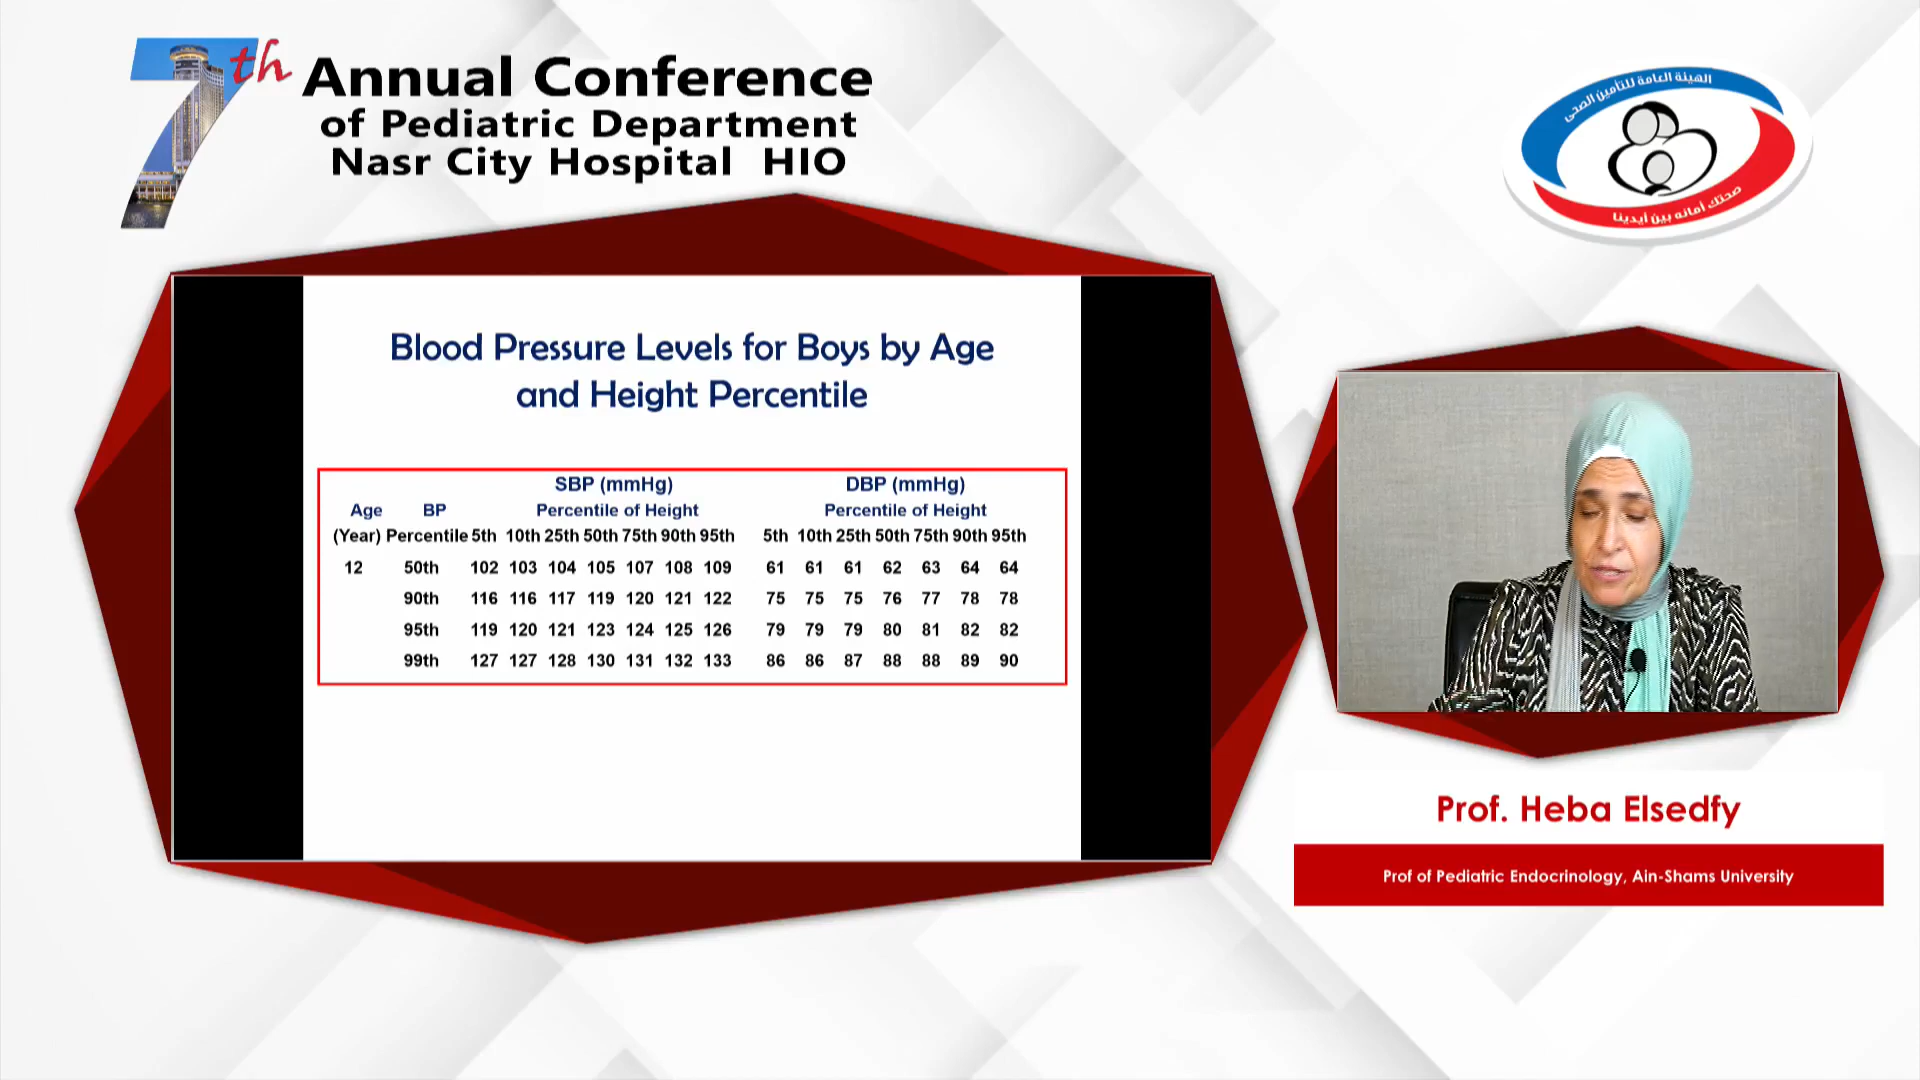 7th Annual Conference
of Pediatric Department
Nasr City Hospital HIO
الهيئة العامة للتأمين الصحى
صحتك أمانه بين أيدينا
Blood Pressure Levels for Boys by Age
and Height Percentile
SBP (mmHg) DBP (mmHg)
Age BP Percentile of Height Percentile of Height
(Year) Percentile 5th 10th 25th 50th 75th 90th 95th 5th 10th 25th 50th 75th 90th 95th
12 50th 102 103 104 105 107 108 109 61 61 61 62 63 64 64
90th 116 116 117 119 120 121 122 75 75 75 76 77 78 78
95th 119 120 121 123 124 125 126 79 79 79 80 81 82 82
99th 127 127 128 130 131 132 133 86 86 87 88 88 89 90
Prof. Heba Elsedfy
Prof of Pediatric Endocrinology, Ain-Shams University